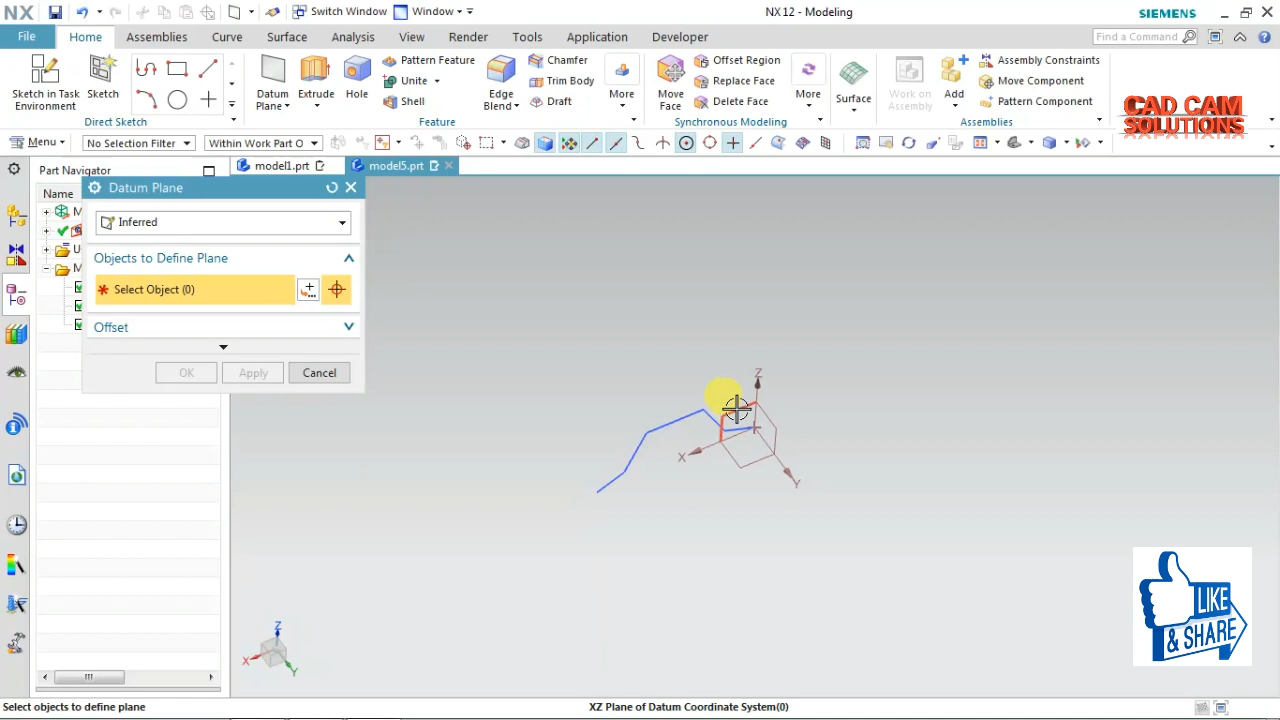 NX
Switch Window
Window
NX 12 - Modeling
SIEMENS
File
Home
Assemblies
Curve
Surface
Analysis
View
Render
Tools
Application
Developer
Find a Command
Sketch in Task
Environment
Sketch
Direct Sketch
Datum
Plane
Extrude
Hole
Pattern Feature
Unite
Shell
Edge
Blend
Chamfer
Trim Body
Draft
More
Feature
Move
Face
Offset Region
Replace Face
Delete Face
More
Synchronous Modeling
Surface
Work on
Assembly
Add
Assembly Constraints
Move Component
Pattern Component
Assemblies
CAD CAM
SOLUTIONS
Menu
No Selection Filter
Within Work Part O
Part Navigator
Name
model1.prt
model5.prt
Datum Plane
Inferred
Objects to Define Plane
* Select Object (0)
Offset
OK
Apply
Cancel
M
U
M
Z
X
Y
Z
X
Y
LIKE
& SHARE
Select objects to define plane
XZ Plane of Datum Coordinate System(0)